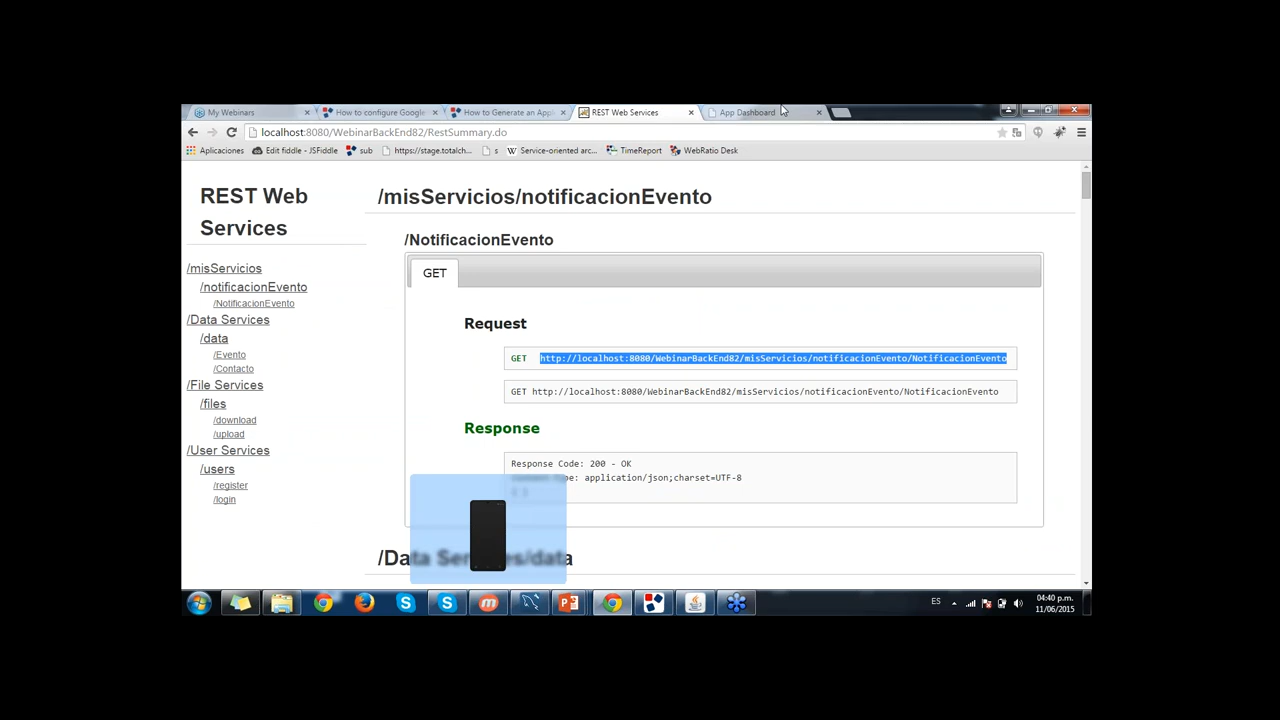 My Webinars
How to configure Google
How to Generate an Appl
REST Web Services
App Dashboard
localhost:8080/WebinarBackEnd82/RestSummary.do
Aplicaciones
Edit fiddle - JSFiddle
sub
https://stage.totalch...
s
W Service-oriented arc...
TimeReport
WebRatio Desk
REST Web
Services
/misServicios
/notificacionEvento
/NotificacionEvento
/Data Services
/data
/Evento
/Contacto
/File Services
/files
/download
/upload
/User Services
/users
/register
/login
/misServicios/notificacionEvento
/NotificacionEvento
GET
Request
GET http://localhost:8080/WebinarBackEnd82/misServicios/notificacionEvento/NotificacionEvento
GET http://localhost:8080/WebinarBackEnd82/misServicios/notificacionEvento/NotificacionEvento
Response
Response Code: 200 - OK
Type: application/json;charset=UTF-8
/Data Services/data
ES
04:40 p.m.
11/06/2015